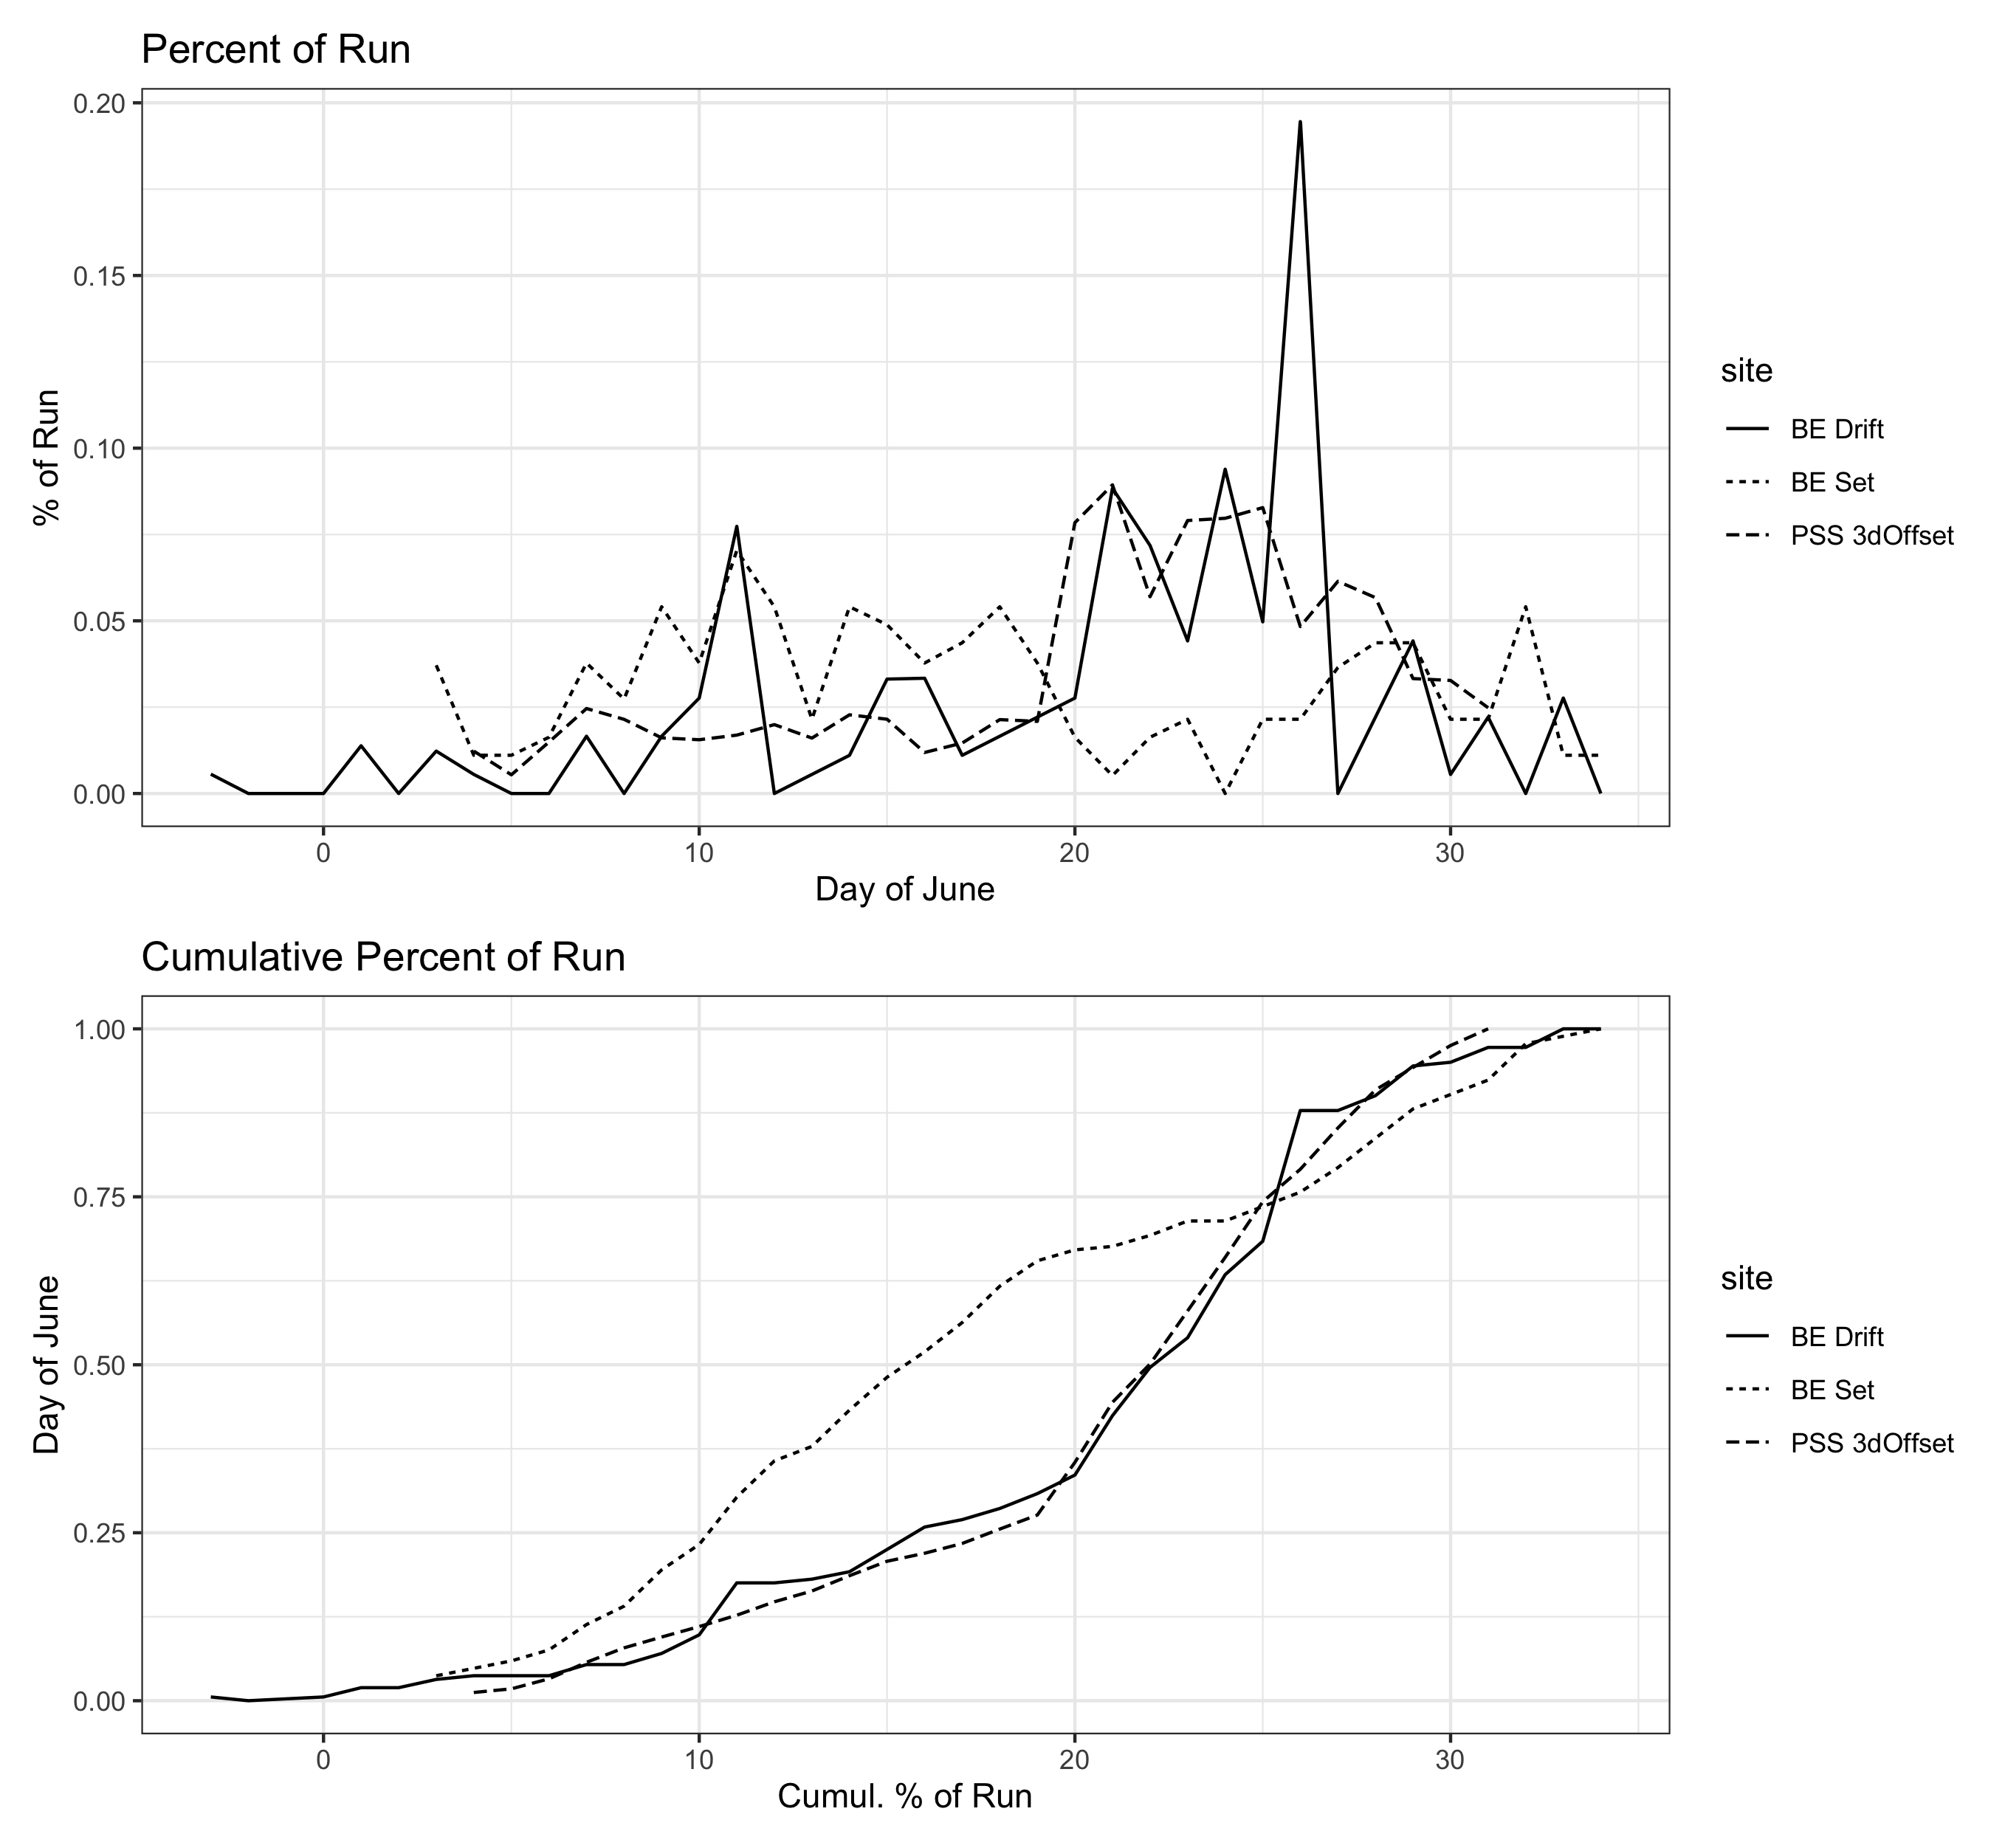 Percent of Run
0.20
0.15
0.10
0.05
0.00
% of Run
0 10 20 30
Day of June
site
BE Drift
BE Set
PSS 3dOffset
Cumulative Percent of Run
1.00
0.75
0.50
0.25
0.00
Day of June
0 10 20 30
Cumul. % of Run
site
BE Drift
BE Set
PSS 3dOffset